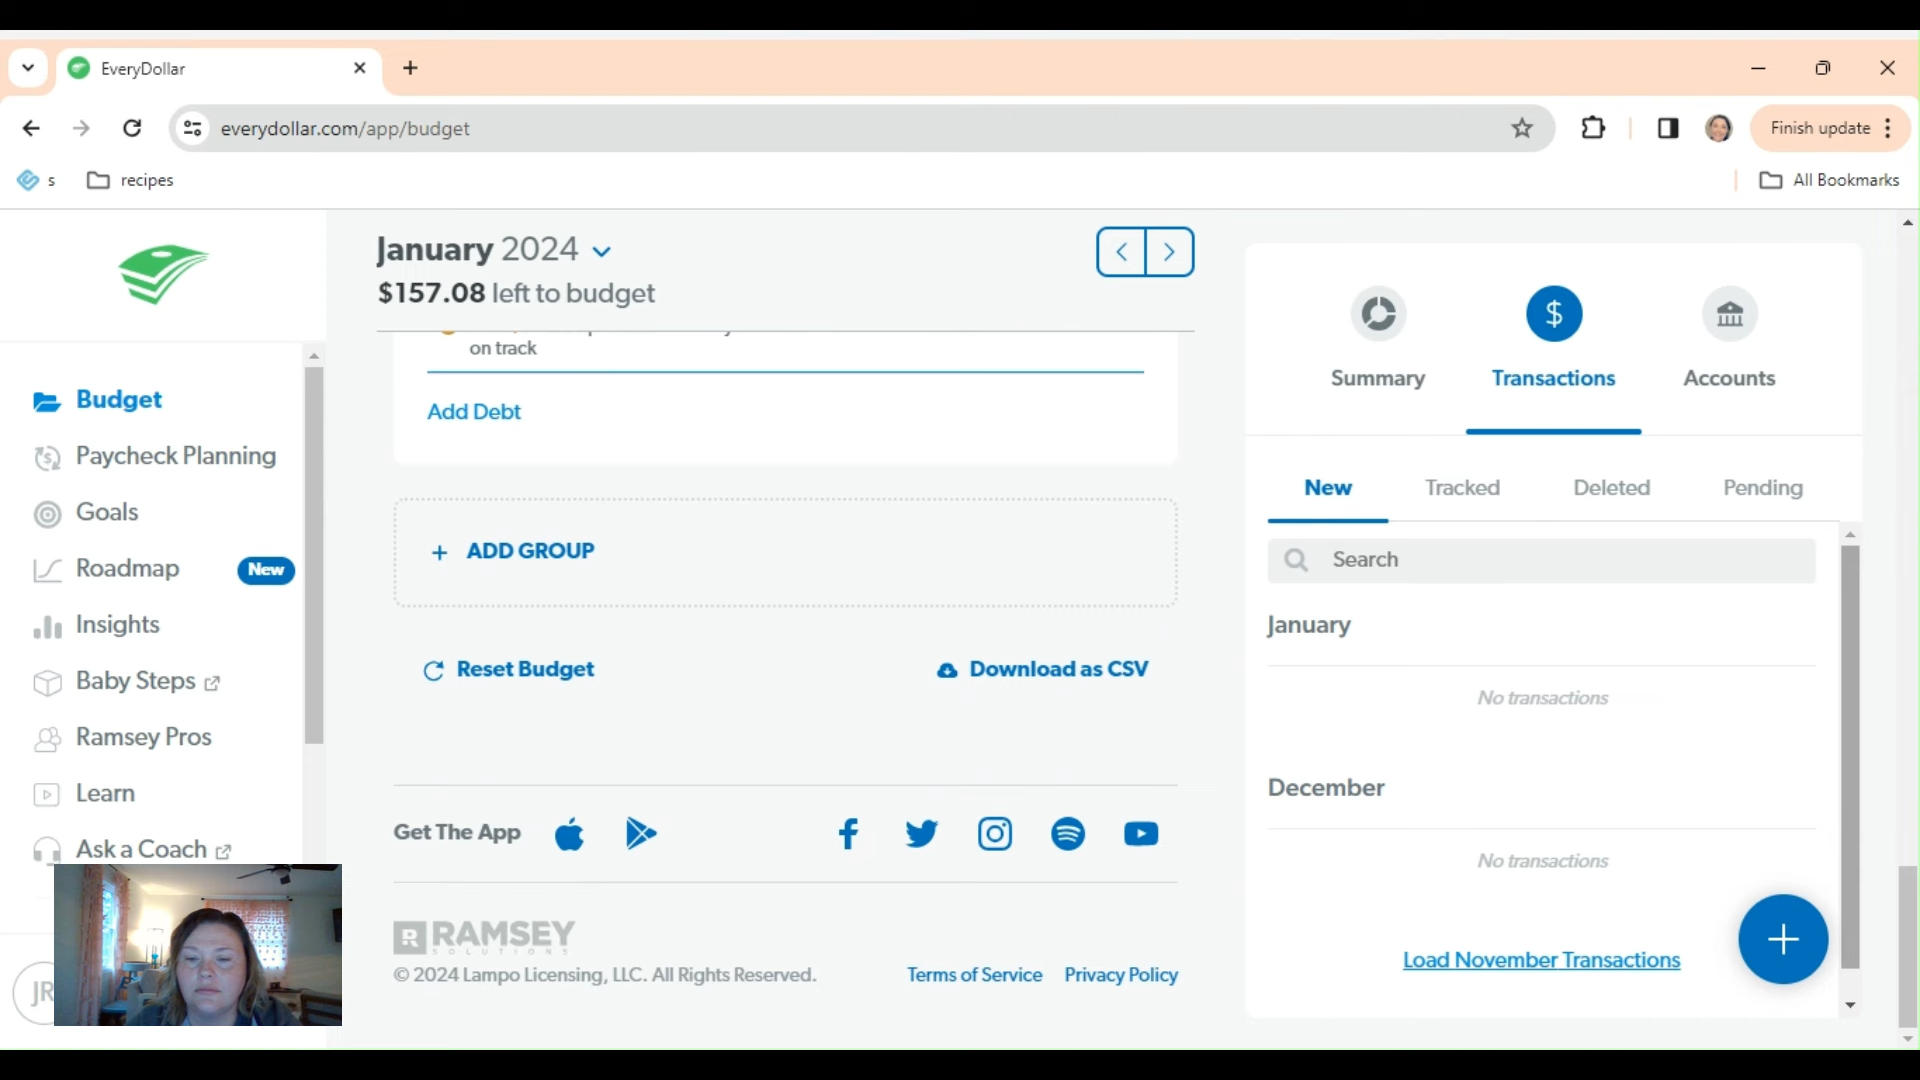 EveryDollar
everydollar.com/app/budget
Finish update
s
recipes
All Bookmarks
January 2024
$157.08 left to budget
on track
Add Debt
+ ADD GROUP
Reset Budget
Download as CSV
Get The App
RAMSEY
SOLUTIONS
© 2024 Lampo Licensing, LLC. All Rights Reserved.
Terms of Service
Privacy Policy
Budget
Paycheck Planning
Goals
Roadmap
New
Insights
Baby Steps
Ramsey Pros
Learn
Ask a Coach
JR
$
Summary
Transactions
Accounts
New
Tracked
Deleted
Pending
Search
January
No transactions
December
No transactions
Load November Transactions